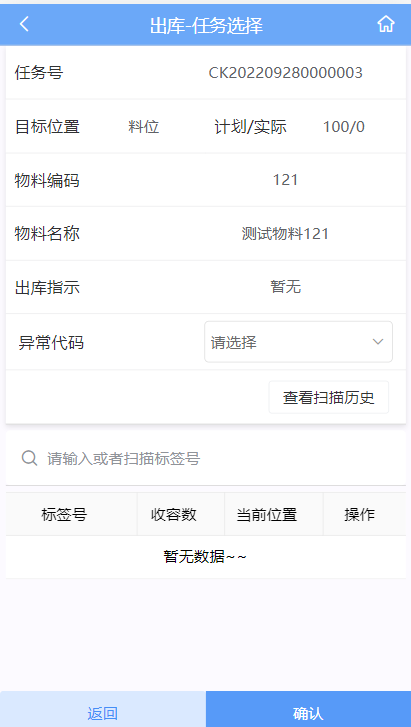 出库-任务选择
任务号 CK202209280000003
目标位置 料位 计划/实际 100/0
物料编码 121
物料名称 测试物料121
出库指示 暂无
异常代码 请选择
查看扫描历史
请输入或者扫描标签号
标签号 收容数 当前位置 操作
暂无数据~~
返回 确认